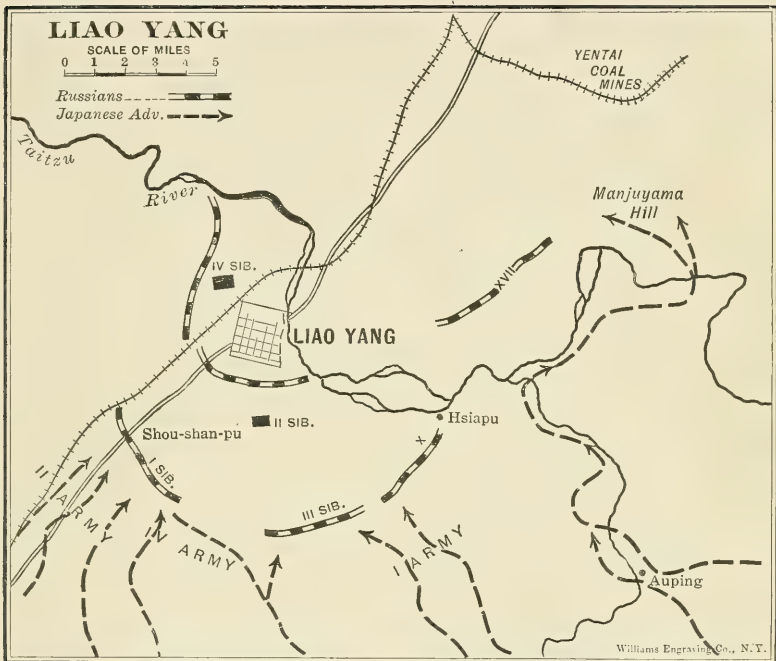 LIAO YANG
SCALE OF MILES
0 1 2 3 4 5
Russians
Japanese Adv.
YENTAI
COAL
MINES
Taitzu
River
Manjuyama
Hill
IV SIB.
XVII
LIAO YANG
II SIB.
Hsiapu
Shou-shan-pu
X
I SIB.
III SIB.
II ARMY
IV ARMY
I ARMY
Auping
Williams Engraving Co., N.Y.